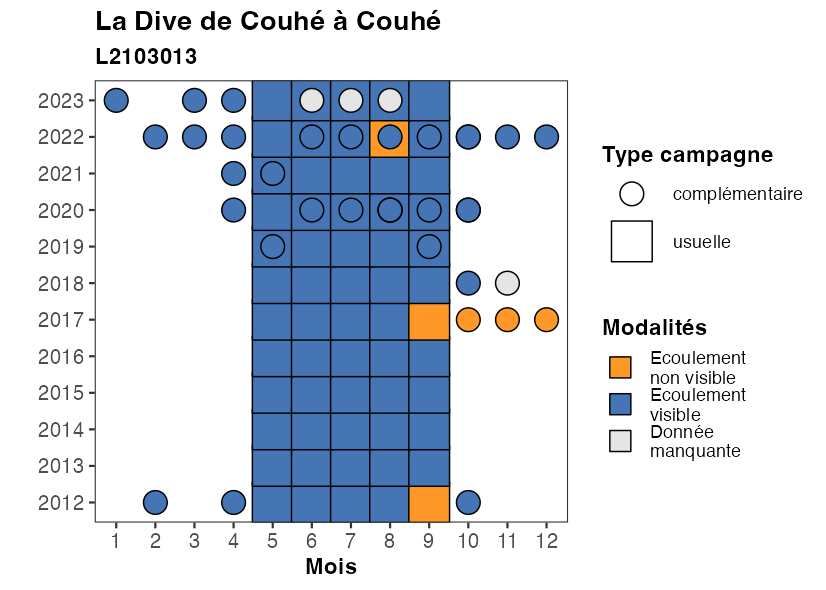 La Dive de Couhé à Couhé
L2103013
2023
2022
2021
2020
2019
2018
2017
2016
2015
2014
2013
2012
1 2 3 4 5 6 7 8 9 10 11 12
Mois
Type campagne
complémentaire
usuelle
Modalités
Ecoulement
non visible
Ecoulement
visible
Donnée
manquante